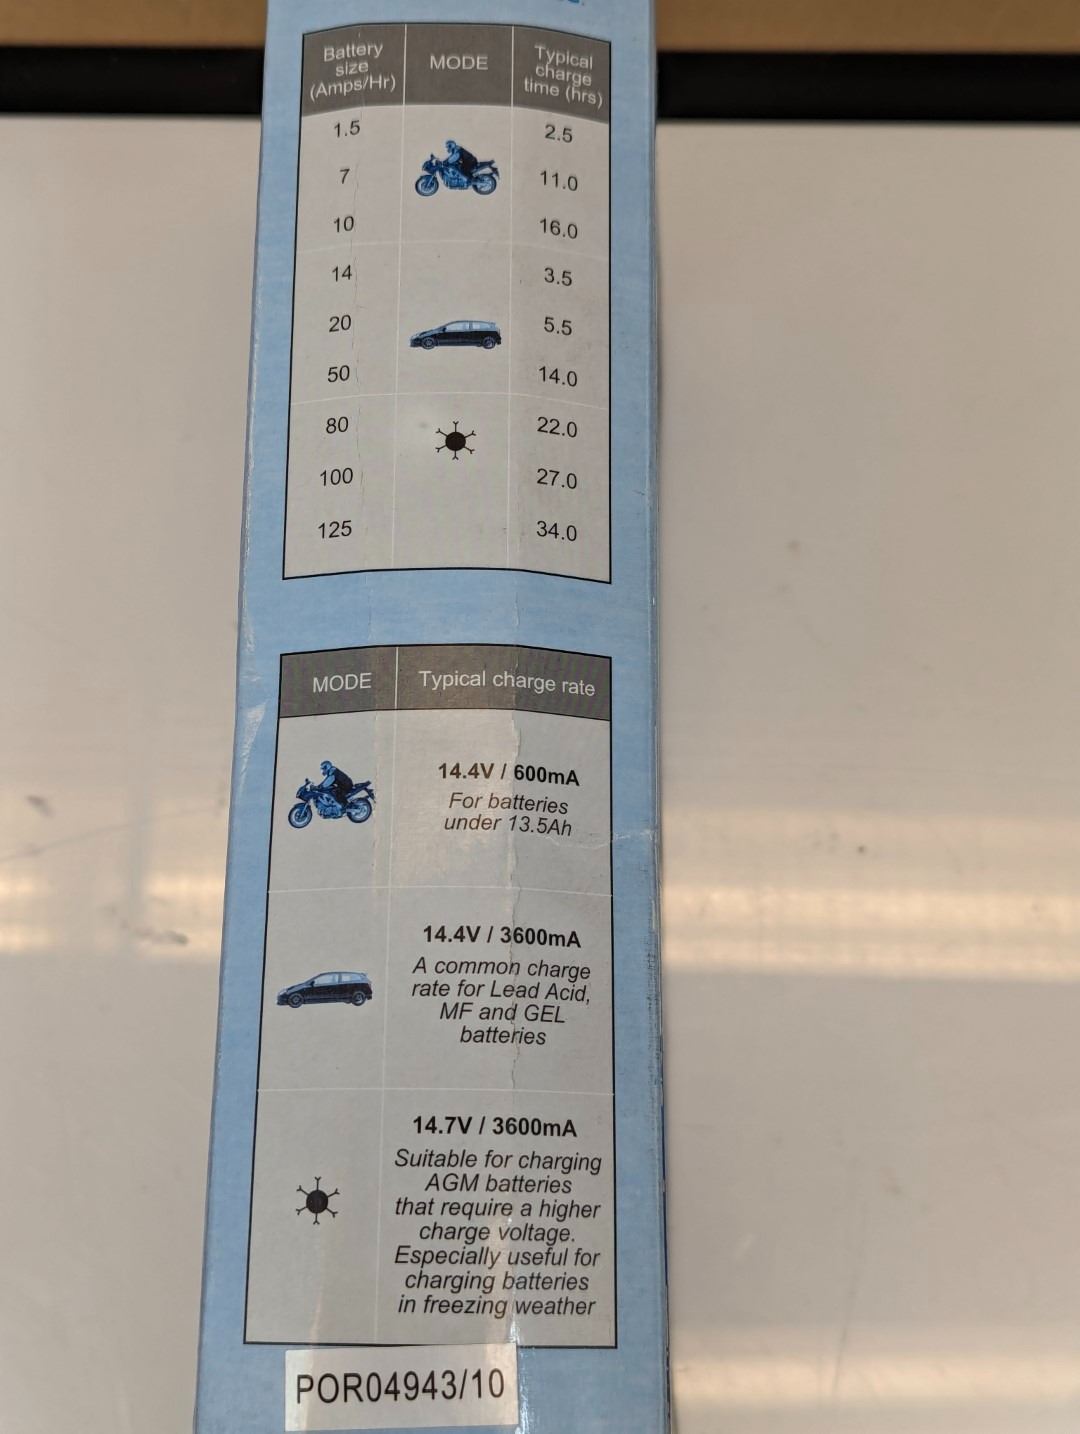 Battery size (Amps/Hr) MODE Typical charge time (hrs)
1.5 2.5
7 11.0
10 16.0
14 3.5
20 5.5
50 14.0
80 22.0
100 27.0
125 34.0
MODE Typical charge rate
14.4V / 600mA
For batteries
under 13.5Ah
14.4V / 3600mA
A common charge
rate for Lead Acid,
MF and GEL
batteries
14.7V / 3600mA
Suitable for charging
AGM batteries
that require a higher
charge voltage.
Especially useful for
charging batteries
in freezing weather
POR04943/10